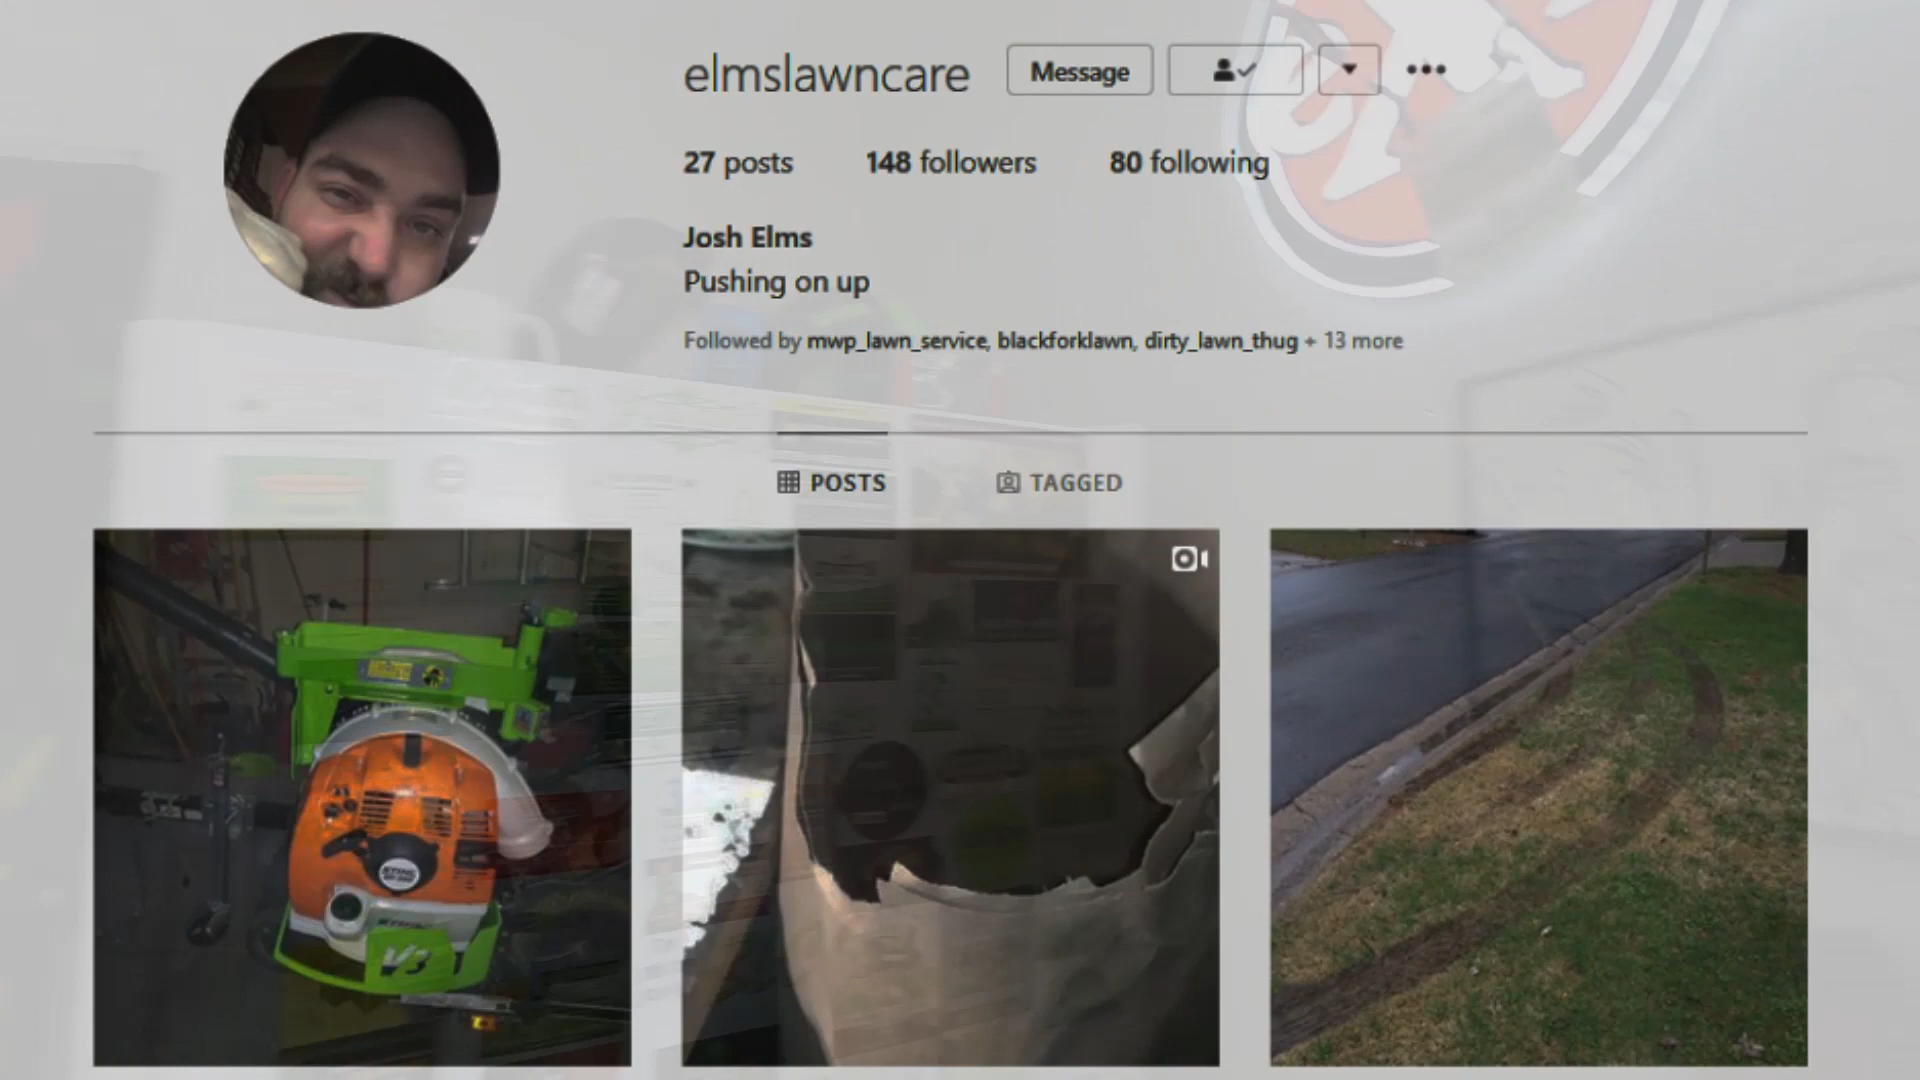 elmslawncare Message
27 posts 148 followers 80 following
Josh Elms
Pushing on up
Followed by mwp_lawn_service, blackforklawn, dirty_lawn_thug + 13 more
POSTS TAGGED
STIHL
V3